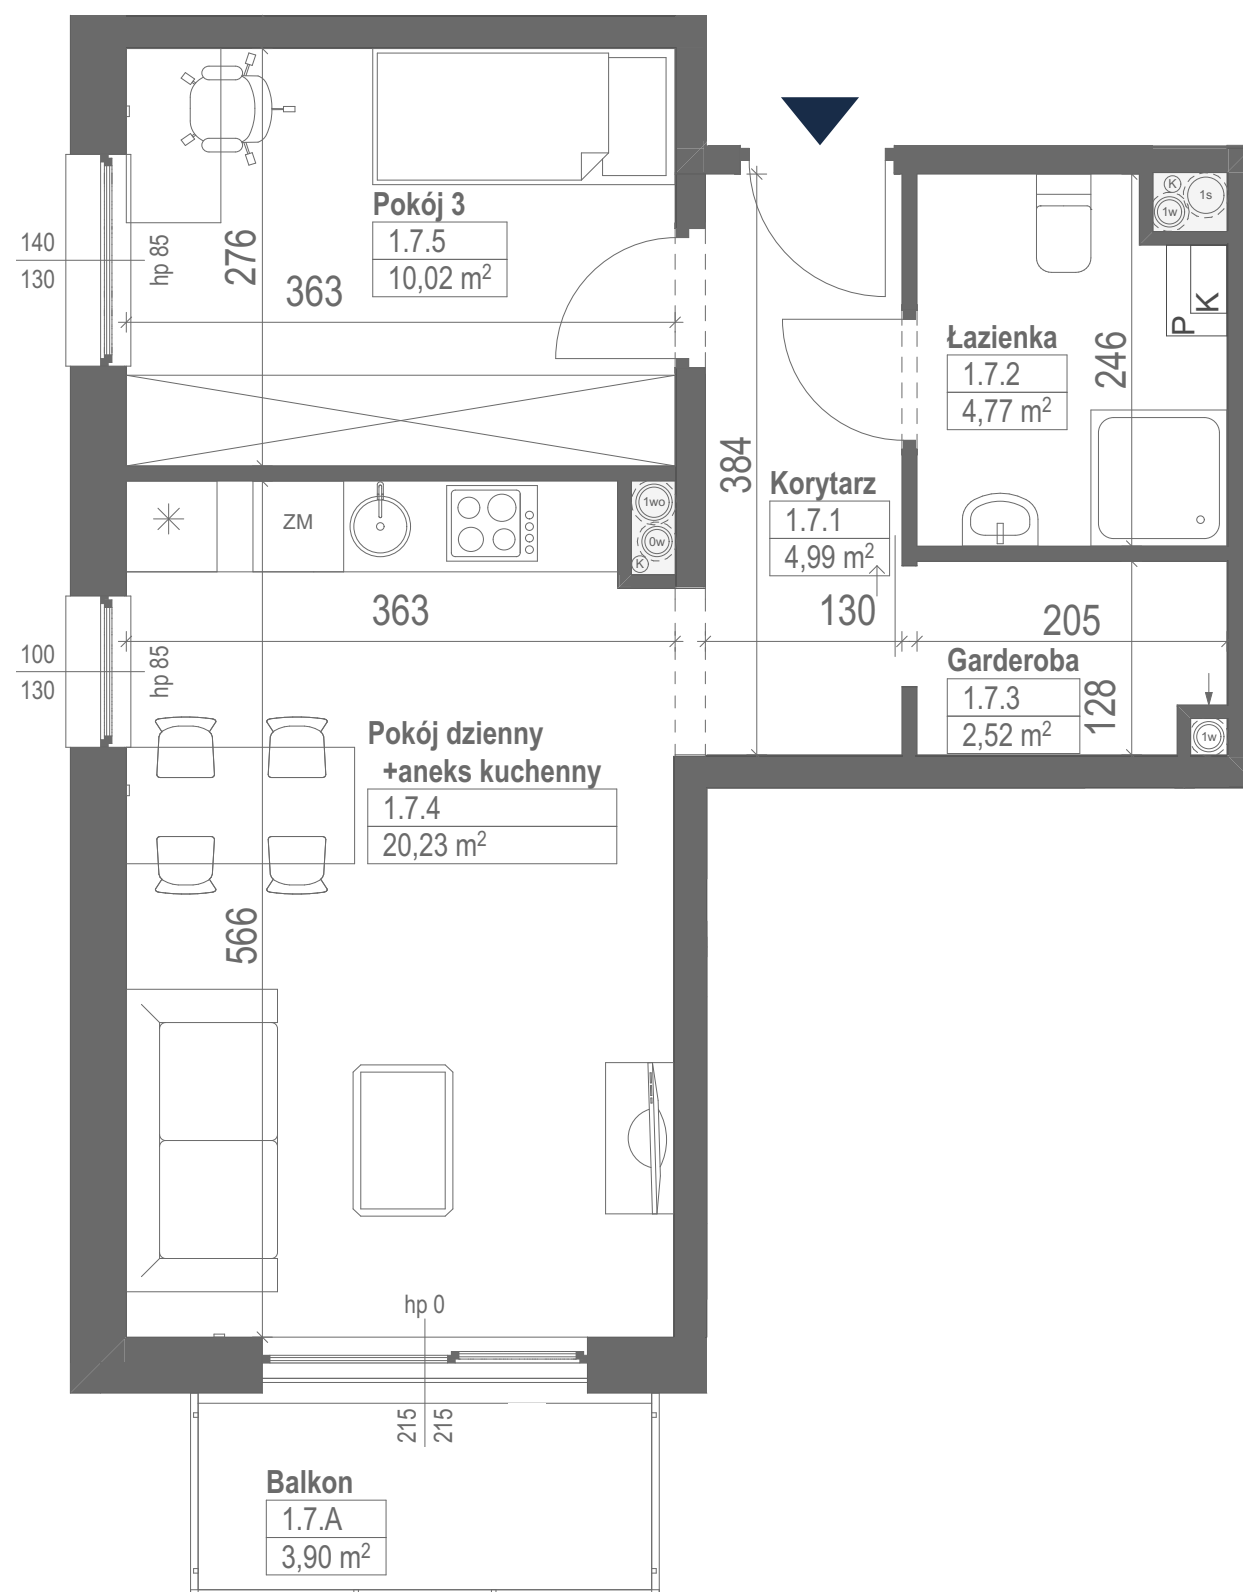 Pokój 3
1.7.5
10,02 m²
140
130
hp 85
276
363
K
1s
1w
P
K
Łazienka
1.7.2
4,77 m²
246
384
Korytarz
1.7.1
4,99 m²
ZM
1wo
0w
K
363
130
205
100
130
hp 85
Garderoba
1.7.3
2,52 m²
128
1w
Pokój dzienny
+aneks kuchenny
1.7.4
20,23 m²
566
hp 0
215
215
Balkon
1.7.A
3,90 m²